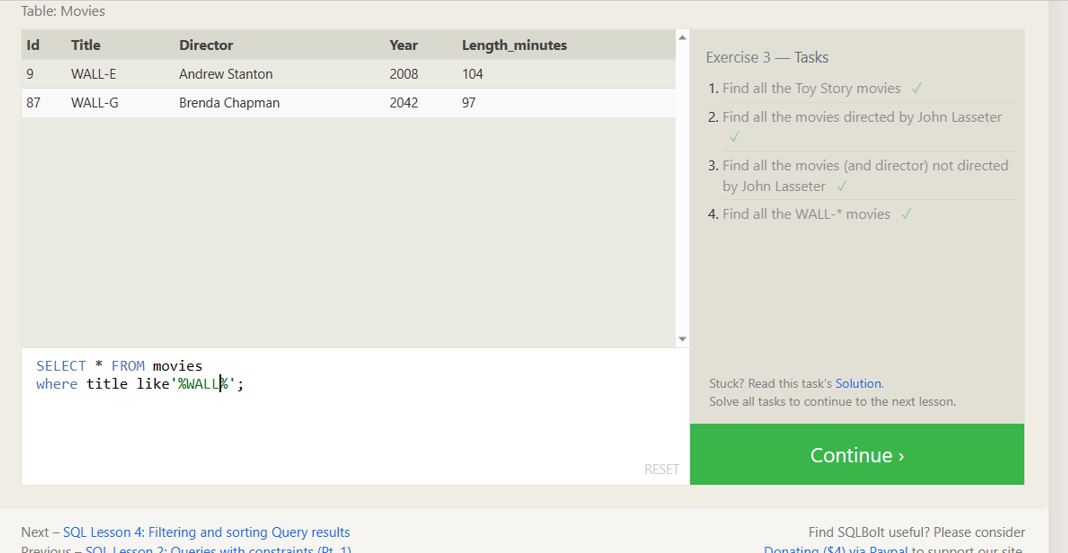 Table: Movies
Id Title Director Year Length_minutes
9 WALL-E Andrew Stanton 2008 104
87 WALL-G Brenda Chapman 2042 97
SELECT * FROM movies
where title like'%WALL%';
RESET
Exercise 3 — Tasks
1. Find all the Toy Story movies ✓
2. Find all the movies directed by John Lasseter
✓
3. Find all the movies (and director) not directed
by John Lasseter ✓
4. Find all the WALL-* movies ✓
Stuck? Read this task's Solution.
Solve all tasks to continue to the next lesson.
Continue ›
Next – SQL Lesson 4: Filtering and sorting Query results
Previous – SQL Lesson 2: Queries with constraints (Pt. 1)
Find SQLBolt useful? Please consider
Donating ($4) via Paypal to support our site.